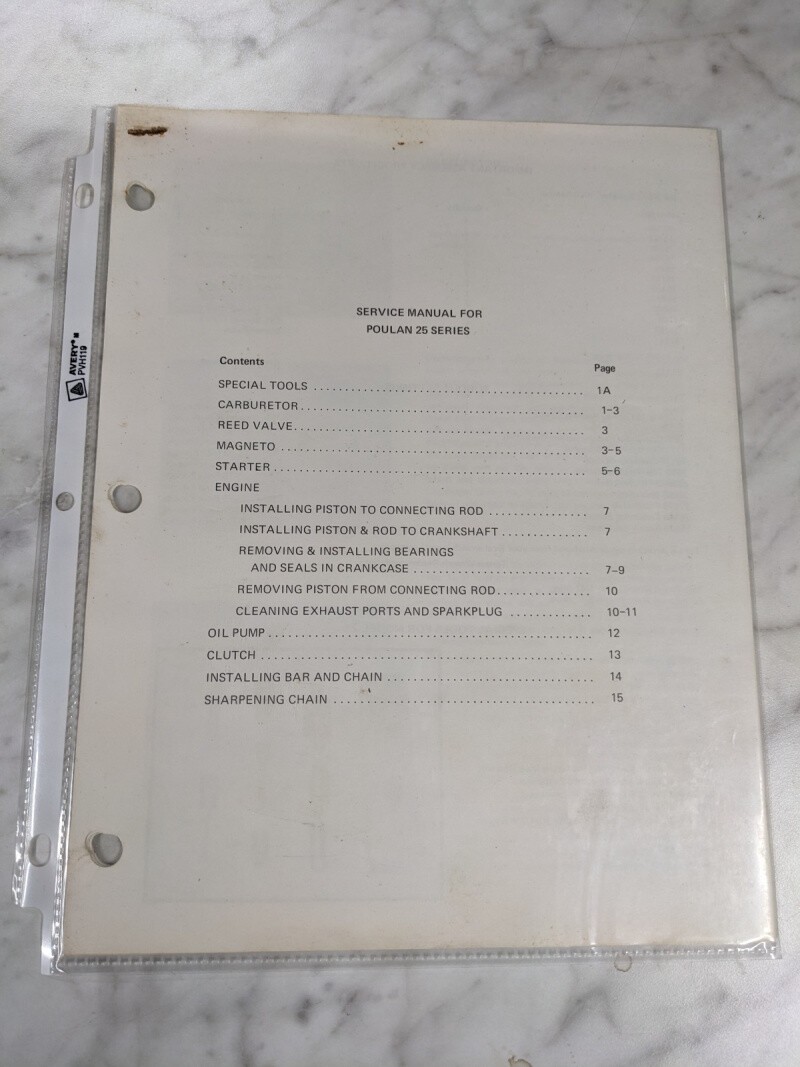 SERVICE MANUAL FOR
POULAN 25 SERIES
Contents Page
SPECIAL TOOLS ........................................... 1A
CARBURETOR ............................................. 1-3
REED VALVE .............................................. 3
MAGNETO ................................................ 3-5
STARTER ................................................. 5-6
ENGINE
INSTALLING PISTON TO CONNECTING ROD ................ 7
INSTALLING PISTON & ROD TO CRANKSHAFT .............. 7
REMOVING & INSTALLING BEARINGS
AND SEALS IN CRANKCASE ............................ 7-9
REMOVING PISTON FROM CONNECTING ROD ............... 10
CLEANING EXHAUST PORTS AND SPARKPLUG ............. 10-11
OIL PUMP .................................................... 12
CLUTCH ..................................................... 13
INSTALLING BAR AND CHAIN ................................. 14
SHARPENING CHAIN .......................................... 15
AVERY
PVH119